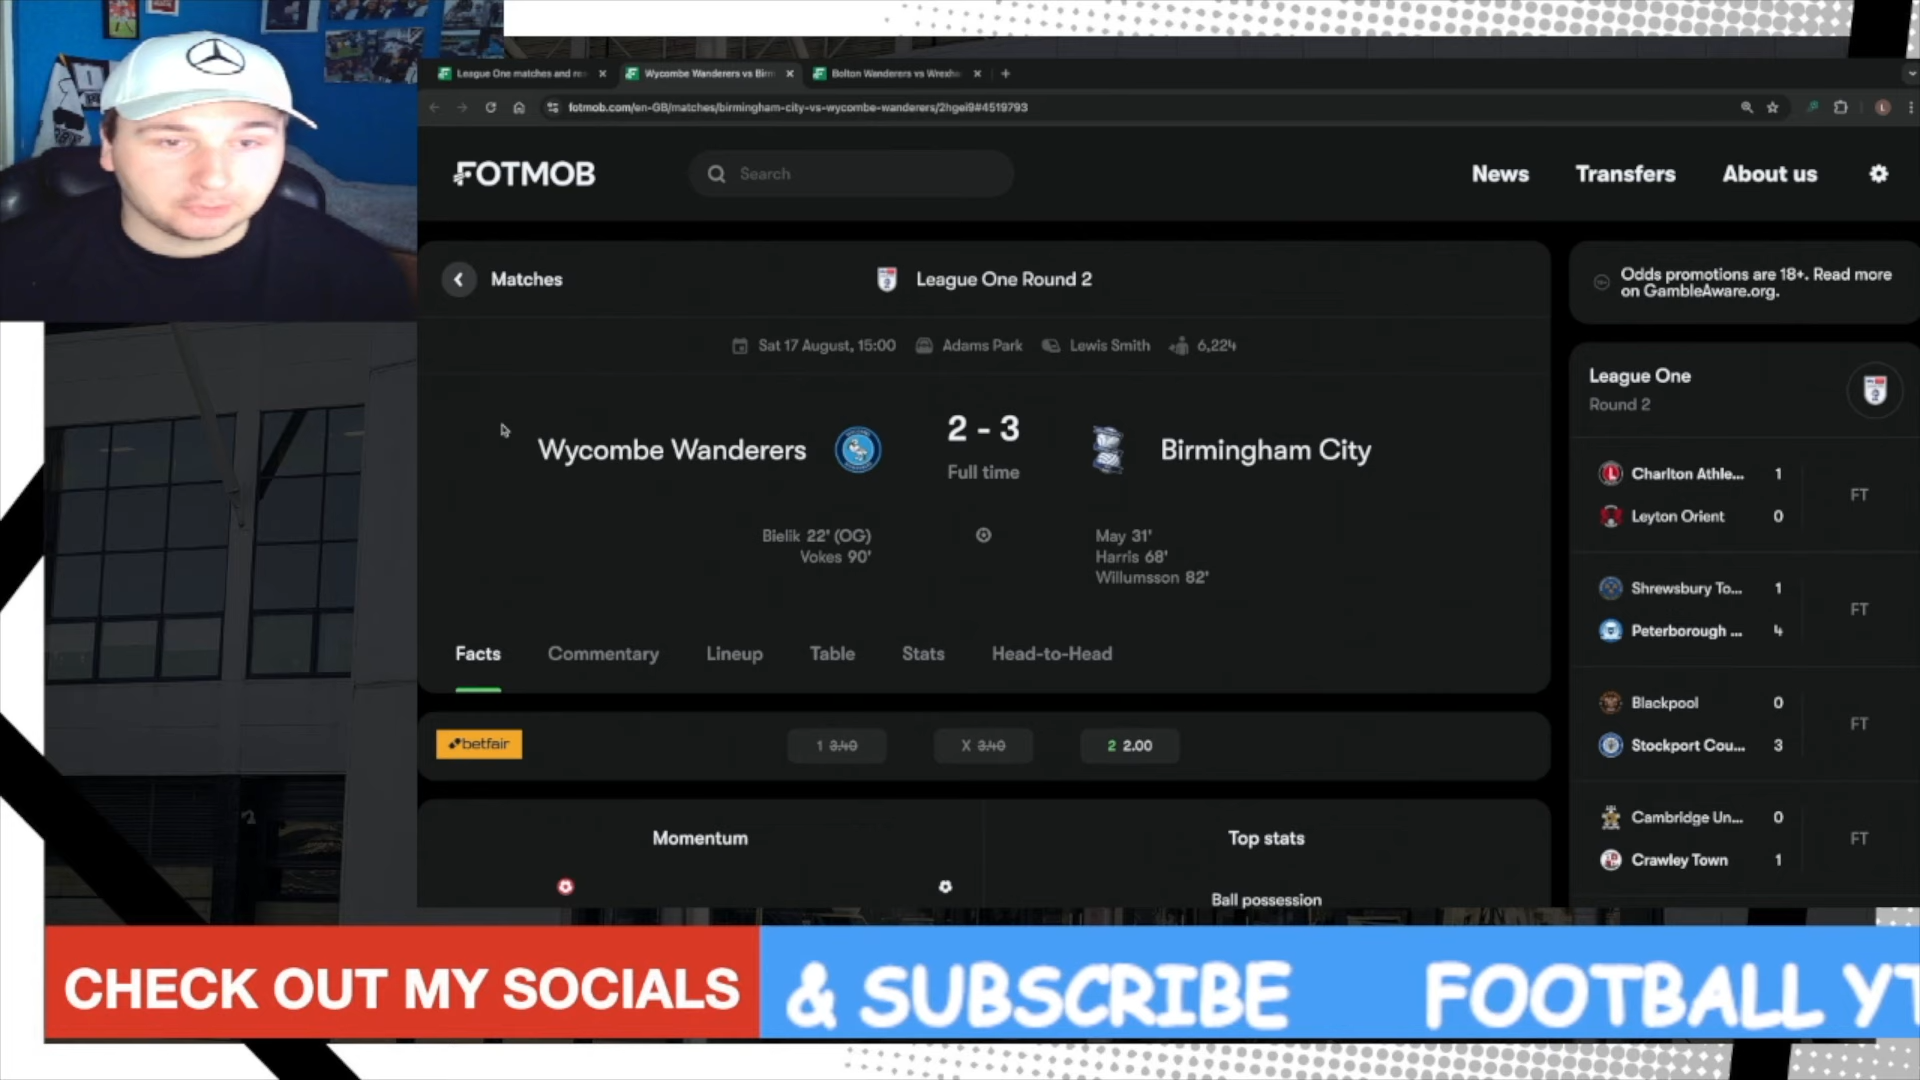 League One matches and re
Wycombe Wanderers vs Birm
Bolton Wanderers vs Wrexh
fotmob.com/en-GB/matches/birmingham-city-vs-wycombe-wanderers/2hgei9#4519793
FOTMOB
Search
News
Transfers
About us
Matches
League One Round 2
Sat 17 August, 15:00
Adams Park
Lewis Smith
6,224
Wycombe Wanderers
2 - 3
Full time
Birmingham City
Bielik 22' (OG)
Vokes 90'
May 31'
Harris 68'
Willumsson 82'
Facts
Commentary
Lineup
Table
Stats
Head-to-Head
betfair
1 3.40
X 3.40
2 2.00
Momentum
Top stats
Ball possession
Odds promotions are 18+. Read more
on GambleAware.org.
League One
Round 2
Charlton Athle... 1
FT
Leyton Orient 0
Shrewsbury To... 1
FT
Peterborough ... 4
Blackpool 0
FT
Stockport Cou... 3
Cambridge Un... 0
FT
Crawley Town 1
CHECK OUT MY SOCIALS
& SUBSCRIBE
FOOTBALL YT